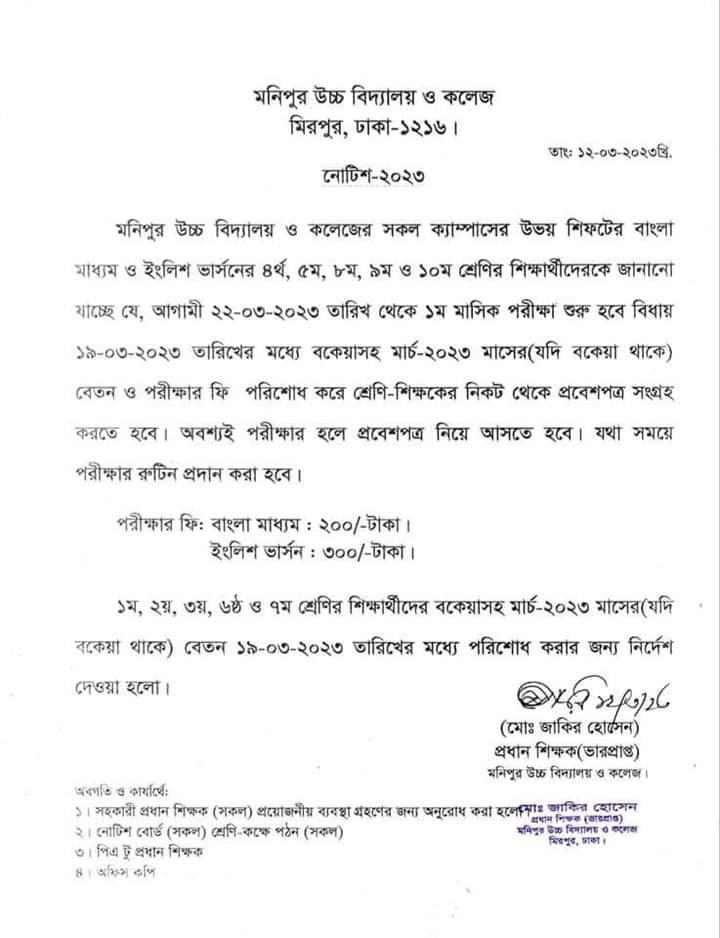 মনিপুর উচ্চ বিদ্যালয় ও কলেজ
মিরপুর, ঢাকা-১২১৬।
তাং: ১২-০৩-২০২৩খ্রি.
নোটিশ-২০২৩
মনিপুর উচ্চ বিদ্যালয় ও কলেজের সকল ক্যাম্পাসের উভয় শিফটের বাংলা
মাধ্যম ও ইংলিশ ভার্সনের ৪র্থ, ৫ম, ৮ম, ৯ম ও ১০ম শ্রেণির শিক্ষার্থীদেরকে জানানো
যাচ্ছে যে, আগামী ২২-০৩-২০২৩ তারিখ থেকে ১ম মাসিক পরীক্ষা শুরু হবে বিধায়
১৯-০৩-২০২৩ তারিখের মধ্যে বকেয়াসহ মার্চ-২০২৩ মাসের(যদি বকেয়া থাকে)
বেতন ও পরীক্ষার ফি পরিশোধ করে শ্রেণি-শিক্ষকের নিকট থেকে প্রবেশপত্র সংগ্রহ
করতে হবে। অবশ্যই পরীক্ষার হলে প্রবেশপত্র নিয়ে আসতে হবে। যথা সময়ে
পরীক্ষার রুটিন প্রদান করা হবে।
পরীক্ষার ফি: বাংলা মাধ্যম : ২০০/-টাকা।
ইংলিশ ভার্সন : ৩০০/-টাকা।
১ম, ২য়, ৩য়, ৬ষ্ঠ ও ৭ম শ্রেণির শিক্ষার্থীদের বকেয়াসহ মার্চ-২০২৩ মাসের(যদি
বকেয়া থাকে) বেতন ১৯-০৩-২০২৩ তারিখের মধ্যে পরিশোধ করার জন্য নির্দেশ
দেওয়া হলো।
(মোঃ জাকির হোসেন)
প্রধান শিক্ষক(ভারপ্রাপ্ত)
মনিপুর উচ্চ বিদ্যালয় ও কলেজ।
অবগতি ও কার্যার্থে:
১। সহকারী প্রধান শিক্ষক (সকল) প্রয়োজনীয় ব্যবস্থা গ্রহণের জন্য অনুরোধ করা হলো।
২। নোটিশ বোর্ড (সকল) শ্রেণি-কক্ষে পঠন (সকল)
৩। পিএ টু প্রধান শিক্ষক
৪। অফিস কপি
মোঃ জাকির হোসেন
প্রধান শিক্ষক (ভারপ্রাপ্ত)
মনিপুর উচ্চ বিদ্যালয় ও কলেজ
মিরপুর, ঢাকা।